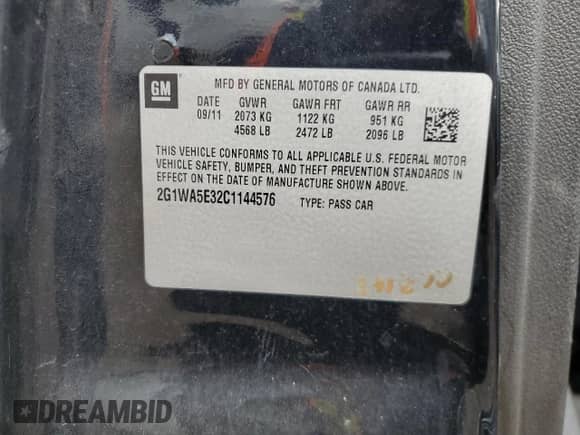 GM
MFD BY GENERAL MOTORS OF CANADA LTD.
DATE GVWR GAWR FRT GAWR RR
09/11 2073 KG 1122 KG 951 KG
4568 LB 2472 LB 2096 LB
THIS VEHICLE CONFORMS TO ALL APPLICABLE U.S. FEDERAL MOTOR
VEHICLE SAFETY, BUMPER, AND THEFT PREVENTION STANDARDS IN
EFFECT ON THE DATE OF MANUFACTURE SHOWN ABOVE.
2G1WA5E32C1144576 TYPE: PASS CAR
DREAMBID